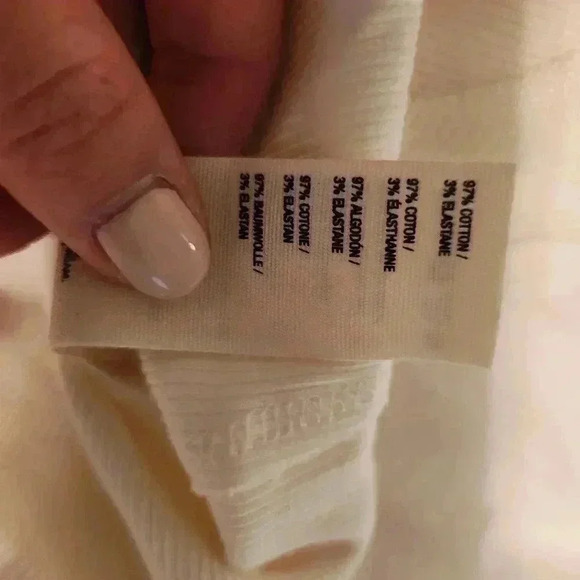 97% COTTON /
3% ELASTANE
97% COTON /
3% ÉLASTHANNE
97% ALGODÓN /
3% ELASTANE
97% COTONE /
3% ELASTAN
97% BAUMWOLLE /
3% ELASTAN